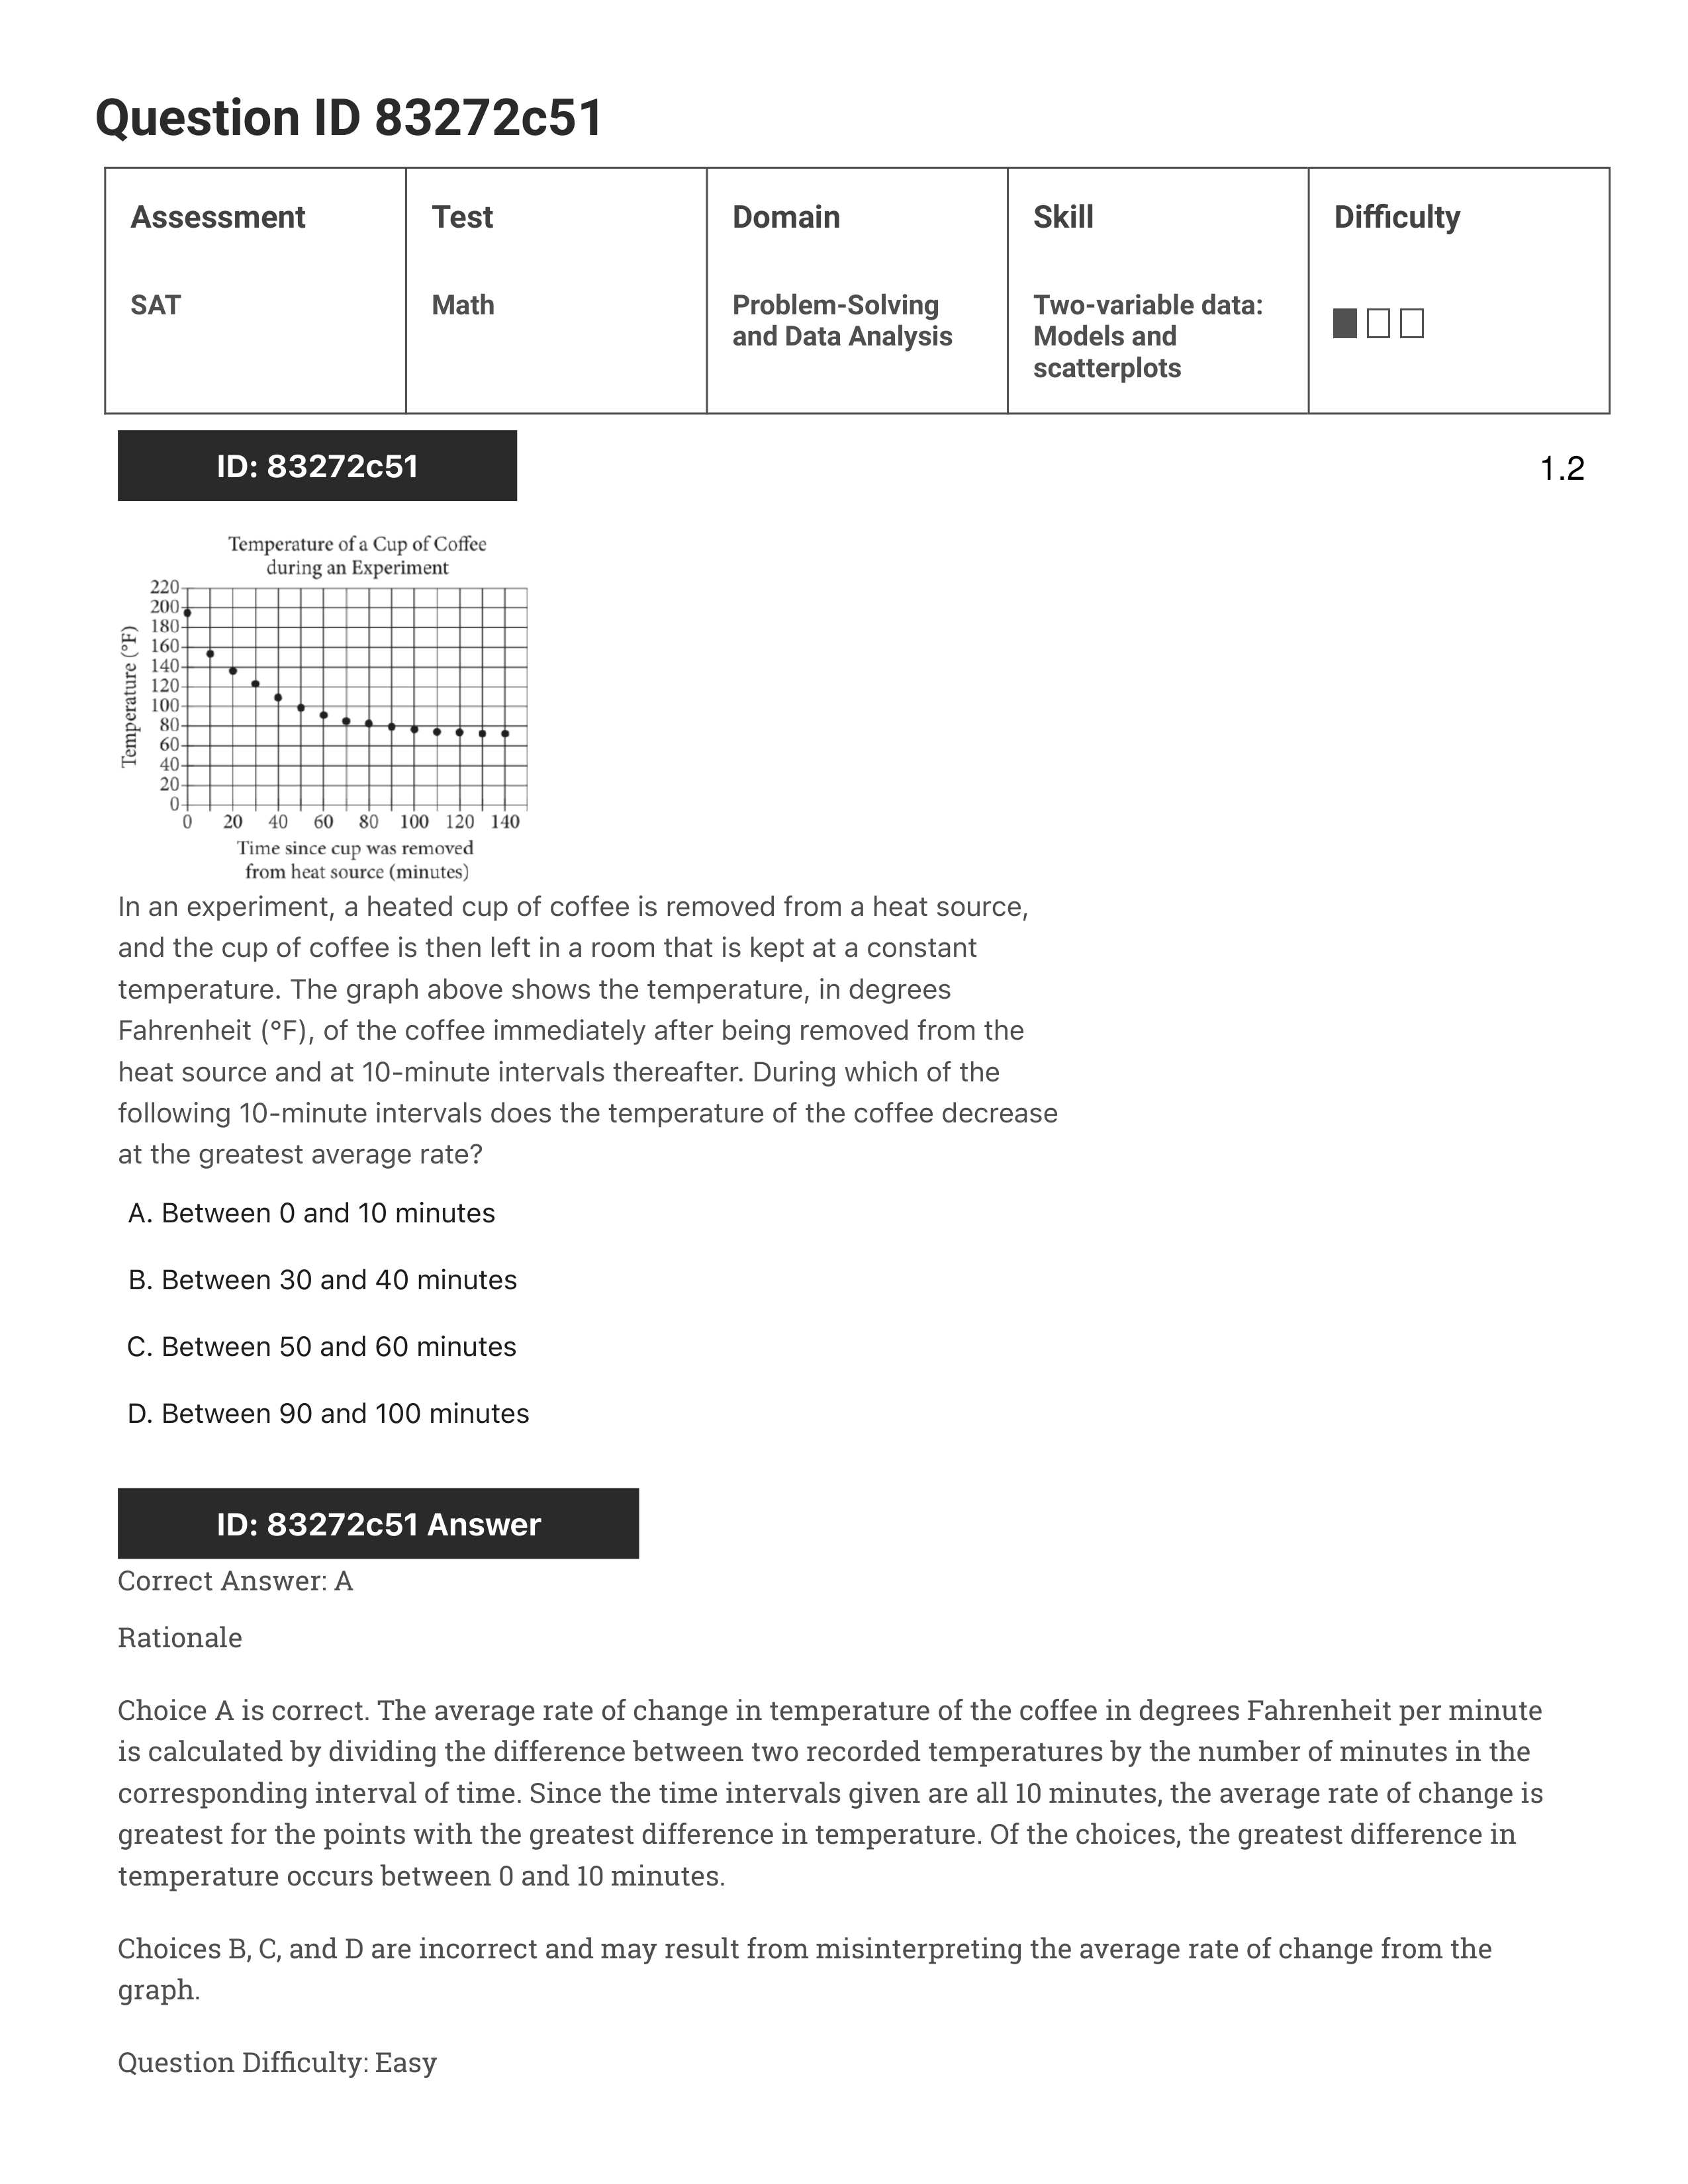 Question ID 83272c51
Assessment Test Domain Skill Difficulty
SAT Math Problem-Solving and Data Analysis Two-variable data: Models and scatterplots
ID: 83272c51
1.2
Temperature of a Cup of Coffee
during an Experiment
Temperature (°F)
220
200
180
160
140
120
100
80
60
40
20
0
0 20 40 60 80 100 120 140
Time since cup was removed
from heat source (minutes)
In an experiment, a heated cup of coffee is removed from a heat source,
and the cup of coffee is then left in a room that is kept at a constant
temperature. The graph above shows the temperature, in degrees
Fahrenheit (°F), of the coffee immediately after being removed from the
heat source and at 10-minute intervals thereafter. During which of the
following 10-minute intervals does the temperature of the coffee decrease
at the greatest average rate?
A. Between 0 and 10 minutes
B. Between 30 and 40 minutes
C. Between 50 and 60 minutes
D. Between 90 and 100 minutes
ID: 83272c51 Answer
Correct Answer: A
Rationale
Choice A is correct. The average rate of change in temperature of the coffee in degrees Fahrenheit per minute
is calculated by dividing the difference between two recorded temperatures by the number of minutes in the
corresponding interval of time. Since the time intervals given are all 10 minutes, the average rate of change is
greatest for the points with the greatest difference in temperature. Of the choices, the greatest difference in
temperature occurs between 0 and 10 minutes.
Choices B, C, and D are incorrect and may result from misinterpreting the average rate of change from the
graph.
Question Difficulty: Easy